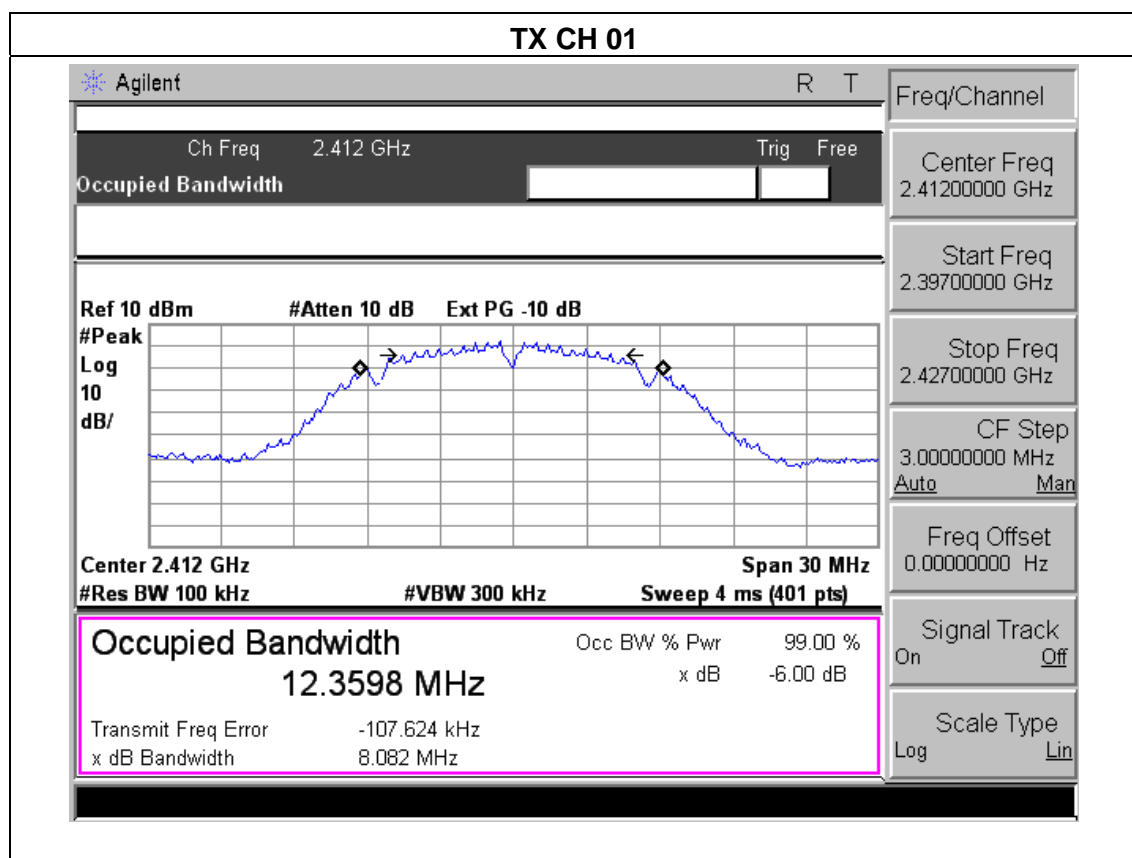 TX CH 01
Agilent R T
Freq/Channel
Ch Freq 2.412 GHz Trig Free
Occupied Bandwidth
Center Freq
2.41200000 GHz
Start Freq
2.39700000 GHz
Stop Freq
2.42700000 GHz
CF Step
3.00000000 MHz
Auto Man
Freq Offset
0.00000000 Hz
Signal Track
On Off
Scale Type
Log Lin
Ref 10 dBm #Atten 10 dB Ext PG -10 dB
#Peak
Log
10
dB/
Center 2.412 GHz Span 30 MHz
#Res BW 100 kHz #VBW 300 kHz Sweep 4 ms (401 pts)
Occupied Bandwidth Occ BW % Pwr 99.00 %
12.3598 MHz x dB -6.00 dB
Transmit Freq Error -107.624 kHz
x dB Bandwidth 8.082 MHz